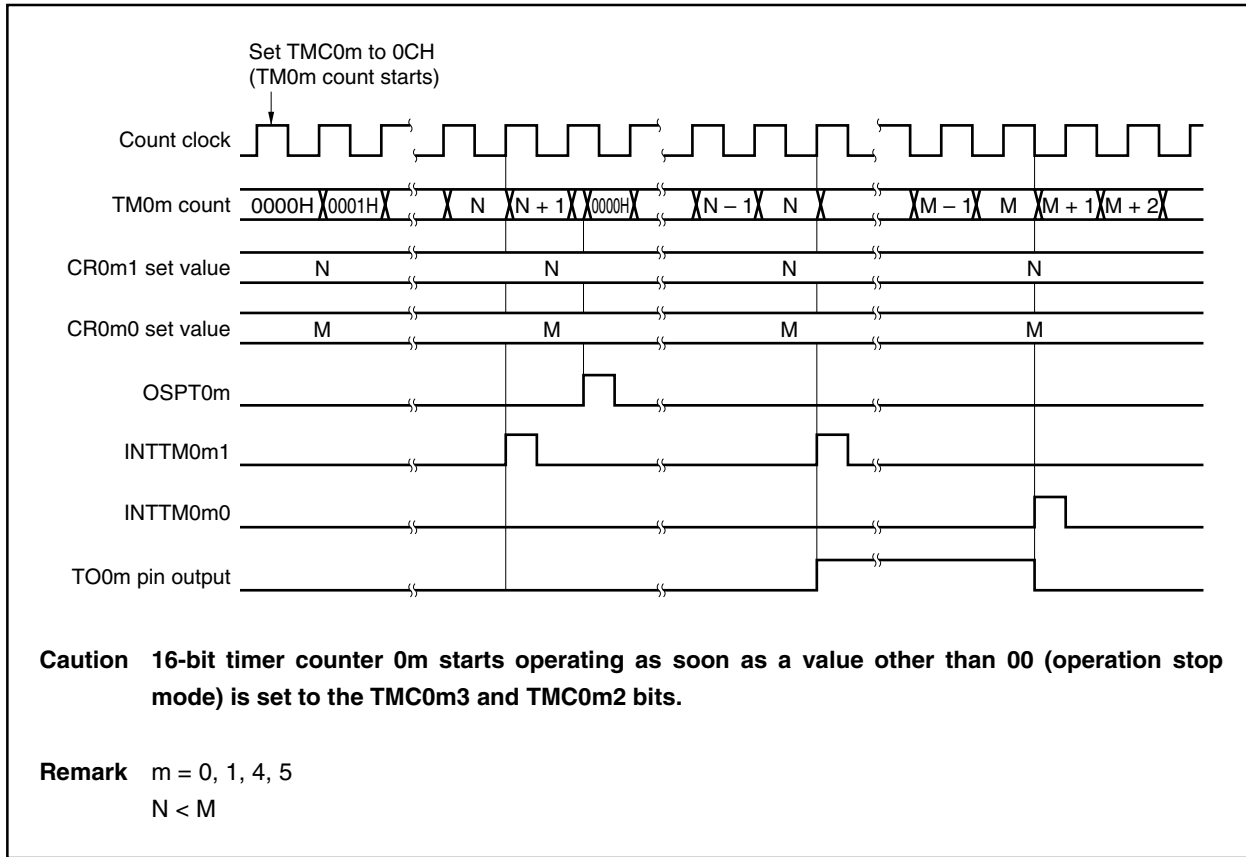 Set TMC0m to 0CH
(TM0m count starts)
Count clock
TM0m count 0000H 0001H N N + 1 0000H N – 1 N M – 1 M M + 1 M + 2
CR0m1 set value N N N N
CR0m0 set value M M M M
OSPT0m
INTTM0m1
INTTM0m0
TO0m pin output
Caution 16-bit timer counter 0m starts operating as soon as a value other than 00 (operation stop
mode) is set to the TMC0m3 and TMC0m2 bits.
Remark m = 0, 1, 4, 5
N < M